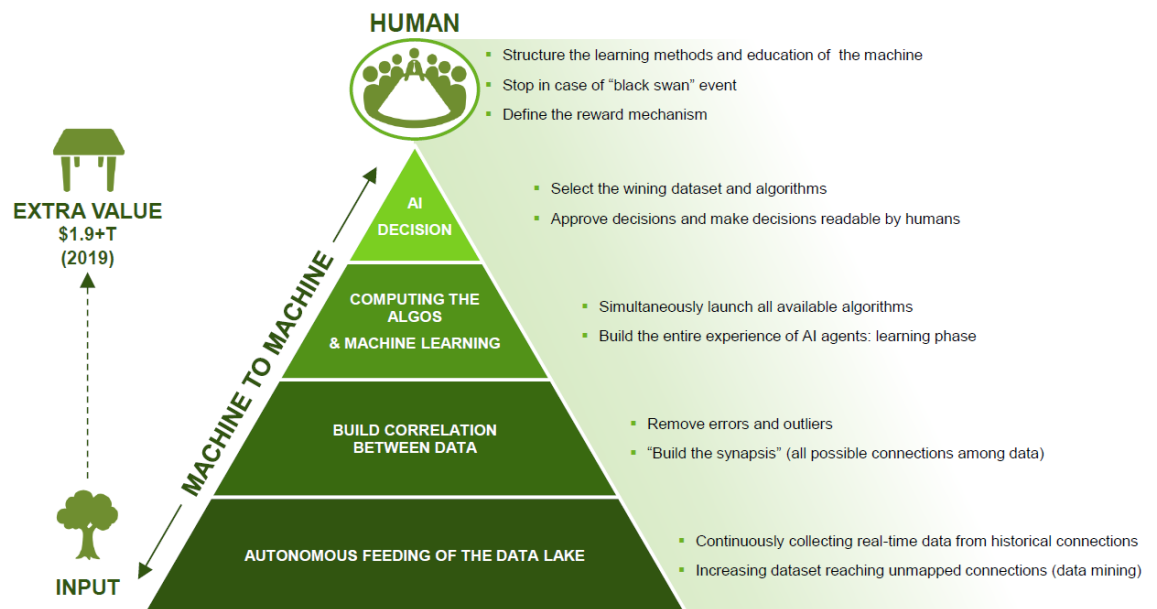 HUMAN
Structure the learning methods and education of the machine
Stop in case of “black swan” event
Define the reward mechanism
EXTRA VALUE
$1.9+T
(2019)
MACHINE TO MACHINE
INPUT
AI
DECISION
Select the wining dataset and algorithms
Approve decisions and make decisions readable by humans
COMPUTING THE
ALGOS
& MACHINE LEARNING
Simultaneously launch all available algorithms
Build the entire experience of AI agents: learning phase
BUILD CORRELATION
BETWEEN DATA
Remove errors and outliers
“Build the synapsis” (all possible connections among data)
AUTONOMOUS FEEDING OF THE DATA LAKE
Continuously collecting real-time data from historical connections
Increasing dataset reaching unmapped connections (data mining)